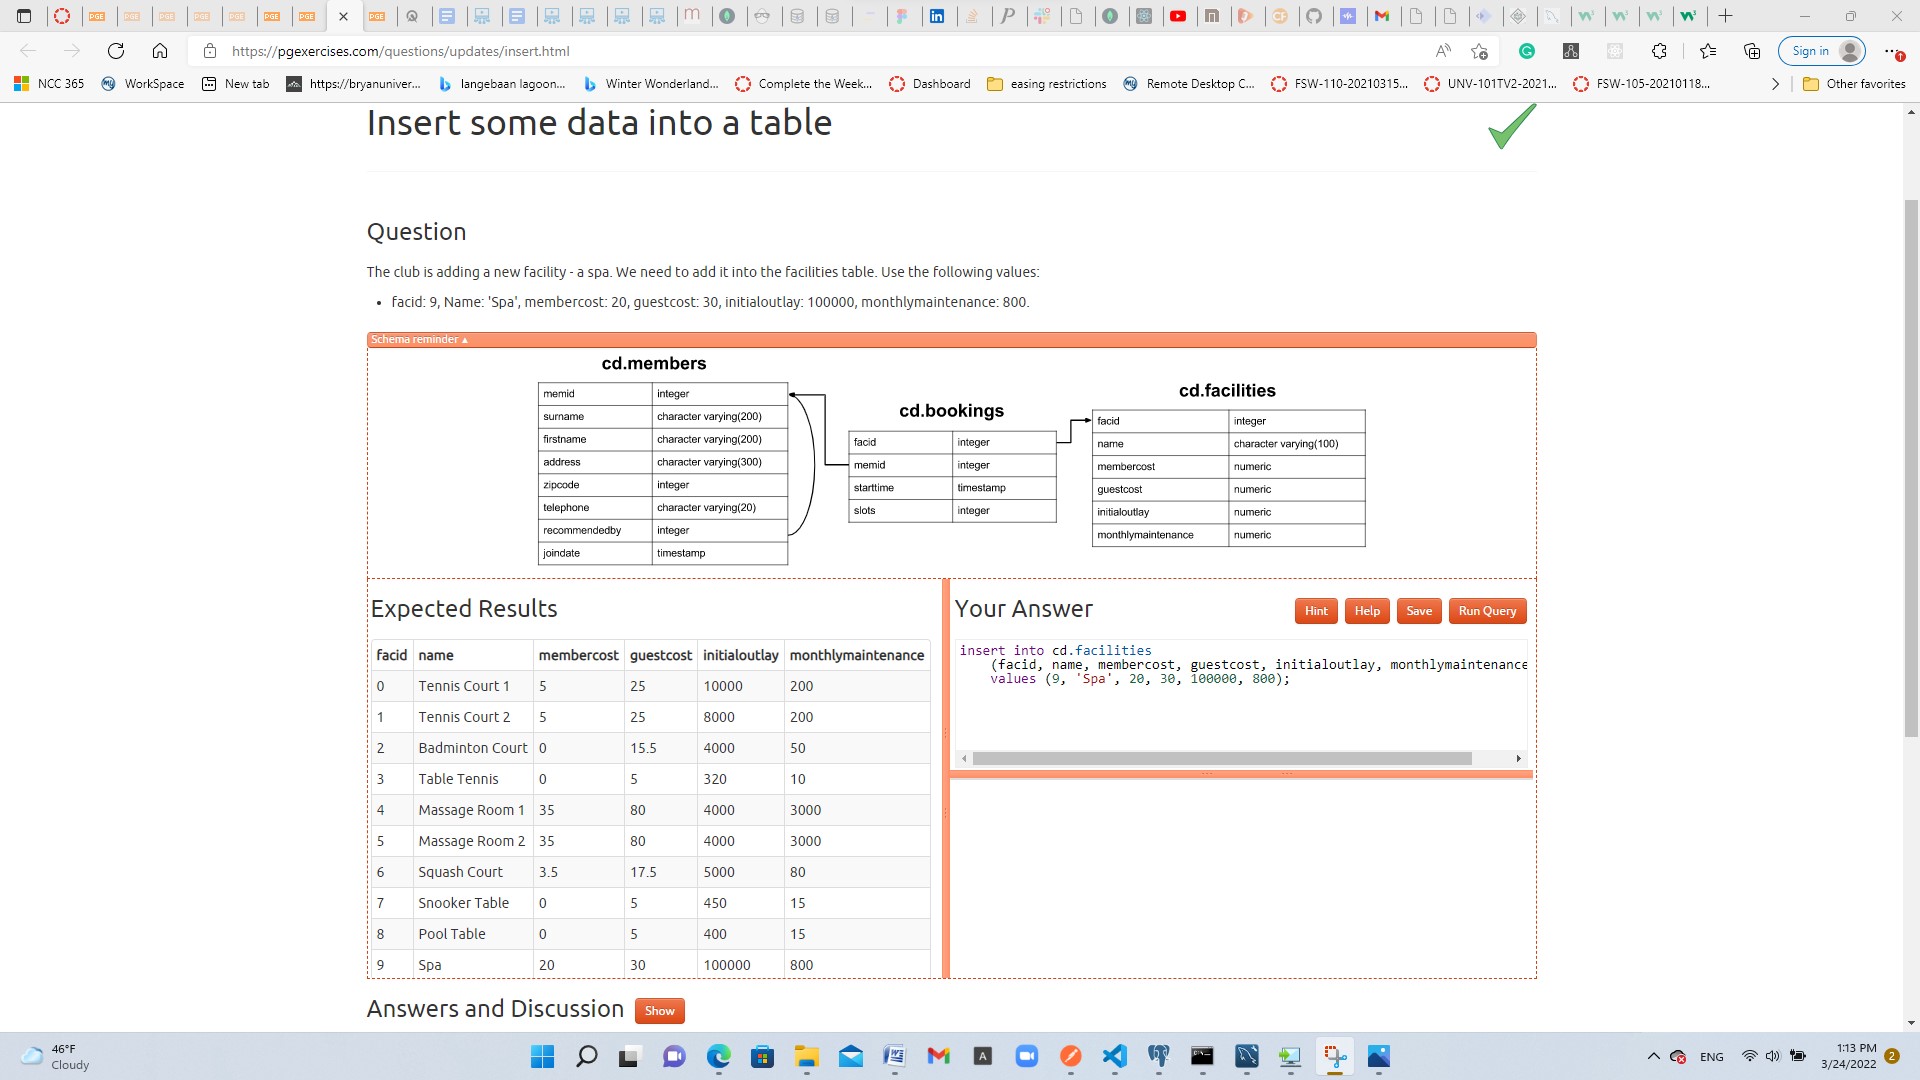 https://pgexercises.com/questions/updates/insert.html
Sign in
NCC 365
WorkSpace
New tab
https://bryanuniver...
langebaan lagoon...
Winter Wonderland...
Complete the Week...
Dashboard
easing restrictions
Remote Desktop C...
FSW-110-20210315...
UNV-101TV2-2021...
FSW-105-20210118...
Other favorites
Insert some data into a table
Question
The club is adding a new facility - a spa. We need to add it into the facilities table. Use the following values:
• facid: 9, Name: 'Spa', membercost: 20, guestcost: 30, initialoutlay: 100000, monthlymaintenance: 800.
Schema reminder ▲
cd.members
memid integer
surname character varying(200)
firstname character varying(200)
address character varying(300)
zipcode integer
telephone character varying(20)
recommendedby integer
joindate timestamp
cd.bookings
facid integer
memid integer
starttime timestamp
slots integer
cd.facilities
facid integer
name character varying(100)
membercost numeric
guestcost numeric
initialoutlay numeric
monthlymaintenance numeric
Expected Results
facid name membercost guestcost initialoutlay monthlymaintenance
0 Tennis Court 1 5 25 10000 200
1 Tennis Court 2 5 25 8000 200
2 Badminton Court 0 15.5 4000 50
3 Table Tennis 0 5 320 10
4 Massage Room 1 35 80 4000 3000
5 Massage Room 2 35 80 4000 3000
6 Squash Court 3.5 17.5 5000 80
7 Snooker Table 0 5 450 15
8 Pool Table 0 5 400 15
9 Spa 20 30 100000 800
Your Answer
Hint Help Save Run Query
insert into cd.facilities
(facid, name, membercost, guestcost, initialoutlay, monthlymaintenance
values (9, 'Spa', 20, 30, 100000, 800);
Answers and Discussion Show
46°F
Cloudy
ENG
1:13 PM
3/24/2022
2